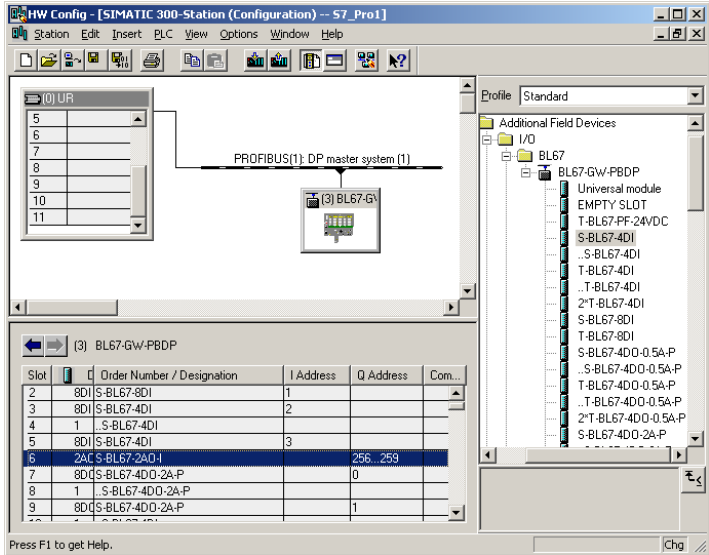 HW Config - [SIMATIC 300-Station (Configuration) -- S7_Pro1]
Station Edit Insert PLC View Options Window Help
(0) UR
5
6
7
8
9
10
11
PROFIBUS(1): DP master system (1)
(3) BL67-G
Profile Standard
Additional Field Devices
I/O
BL67
BL67-GW-PBDP
Universal module
EMPTY SLOT
T-BL67-PF-24VDC
S-BL67-4DI
..S-BL67-4DI
T-BL67-4DI
..T-BL67-4DI
2*T-BL67-4DI
S-BL67-8DI
T-BL67-8DI
S-BL67-4DO-0.5A-P
..S-BL67-4DO-0.5A-P
T-BL67-4DO-0.5A-P
..T-BL67-4DO-0.5A-P
2*T-BL67-4DO-0.5A-P
S-BL67-4DO-2A-P
(3) BL67-GW-PBDP
Slot D Order Number / Designation I Address Q Address Com...
2 8DI S-BL67-8DI 1
3 8DI S-BL67-4DI 2
4 1 ..S-BL67-4DI
5 8DI S-BL67-4DI 3
6 2AO S-BL67-2AO-I 256...259
7 8DO S-BL67-4DO-2A-P 0
8 1 ..S-BL67-4DO-2A-P
9 8DO S-BL67-4DO-2A-P 1
Press F1 to get Help.
Chg